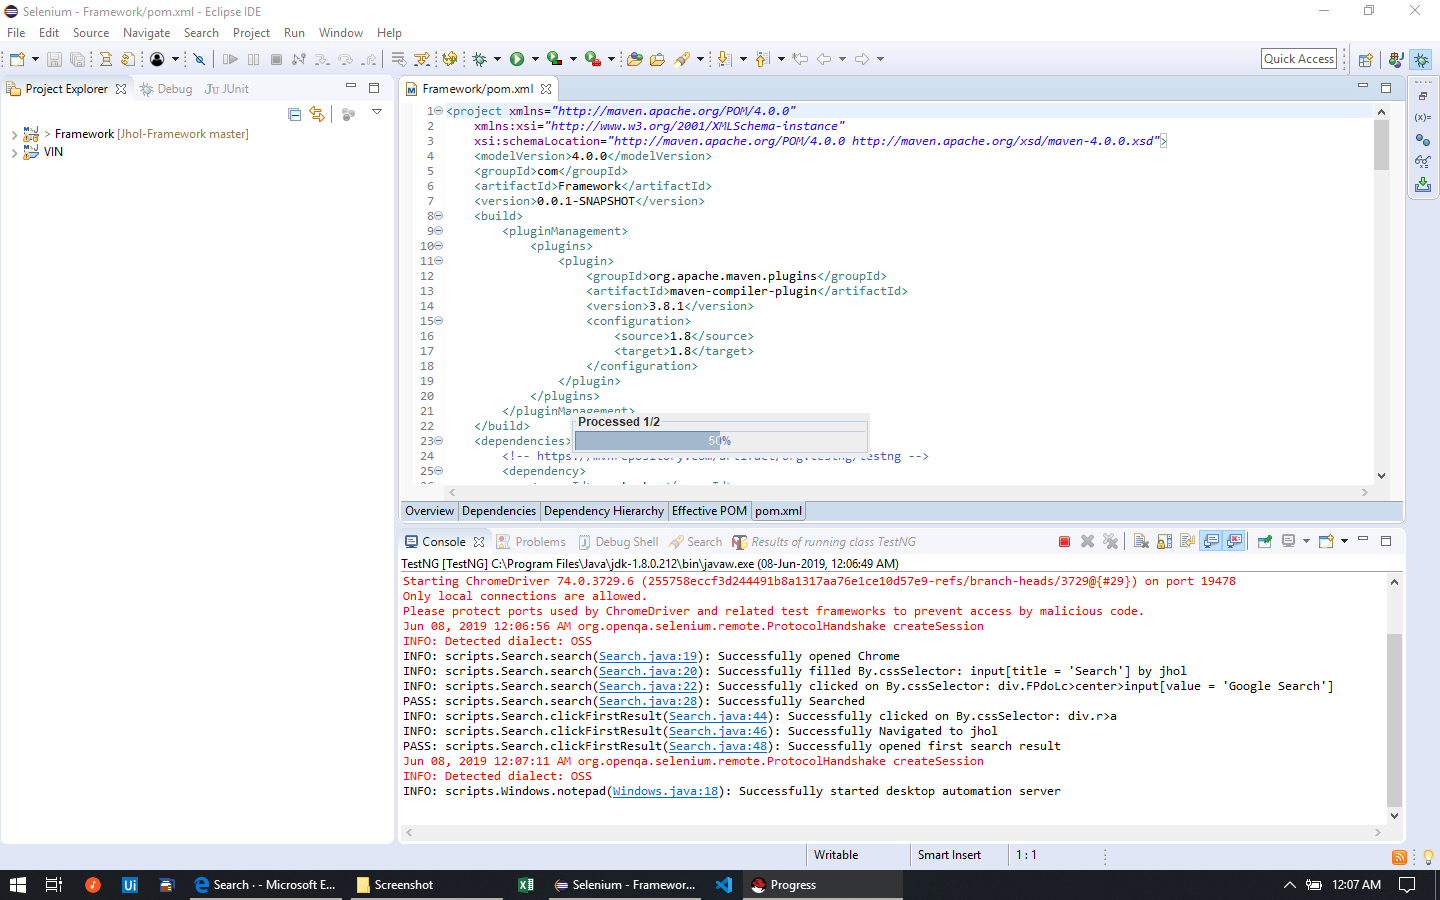 Selenium - Framework/pom.xml - Eclipse IDE
File Edit Source Navigate Search Project Run Window Help
Quick Access
Project Explorer Debug JUnit
> Framework [Jhol-Framework master]
VIN
Framework/pom.xml
1 <project xmlns="http://maven.apache.org/POM/4.0.0"
2 xmlns:xsi="http://www.w3.org/2001/XMLSchema-instance"
3 xsi:schemaLocation="http://maven.apache.org/POM/4.0.0 http://maven.apache.org/xsd/maven-4.0.0.xsd">
4 <modelVersion>4.0.0</modelVersion>
5 <groupId>com</groupId>
6 <artifactId>Framework</artifactId>
7 <version>0.0.1-SNAPSHOT</version>
8 <build>
9 <pluginManagement>
10 <plugins>
11 <plugin>
12 <groupId>org.apache.maven.plugins</groupId>
13 <artifactId>maven-compiler-plugin</artifactId>
14 <version>3.8.1</version>
15 <configuration>
16 <source>1.8</source>
17 <target>1.8</target>
18 </configuration>
19 </plugin>
20 </plugins>
21 </pluginManagement>
22 </build>
Processed 1/2
50%
23 <dependencies>
24 <!-- https://mvnrepository.com/artifact/org.testng/testng -->
25 <dependency>
Overview Dependencies Dependency Hierarchy Effective POM pom.xml
Console Problems Debug Shell Search Results of running class TestNG
TestNG [TestNG] C:\Program Files\Java\jdk-1.8.0.212\bin\javaw.exe (08-Jun-2019, 12:06:49 AM)
Starting ChromeDriver 74.0.3729.6 (255758eccf3d244491b8a1317aa76e1ce10d57e9-refs/branch-heads/3729@{#29}) on port 19478
Only local connections are allowed.
Please protect ports used by ChromeDriver and related test frameworks to prevent access by malicious code.
Jun 08, 2019 12:06:56 AM org.openqa.selenium.remote.ProtocolHandshake createSession
INFO: Detected dialect: OSS
INFO: scripts.Search.search(Search.java:19): Successfully opened Chrome
INFO: scripts.Search.search(Search.java:20): Successfully filled By.cssSelector: input[title = 'Search'] by jhol
INFO: scripts.Search.search(Search.java:22): Successfully clicked on By.cssSelector: div.FPdoLc>center>input[value = 'Google Search']
PASS: scripts.Search.search(Search.java:28): Successfully Searched
INFO: scripts.Search.clickFirstResult(Search.java:44): Successfully clicked on By.cssSelector: div.r>a
INFO: scripts.Search.clickFirstResult(Search.java:46): Successfully Navigated to jhol
PASS: scripts.Search.clickFirstResult(Search.java:48): Successfully opened first search result
Jun 08, 2019 12:07:11 AM org.openqa.selenium.remote.ProtocolHandshake createSession
INFO: Detected dialect: OSS
INFO: scripts.Windows.notepad(Windows.java:18): Successfully started desktop automation server
Writable Smart Insert 1 : 1
Ui Search · - Microsoft E... Screenshot Selenium - Framewor... Progress 12:07 AM